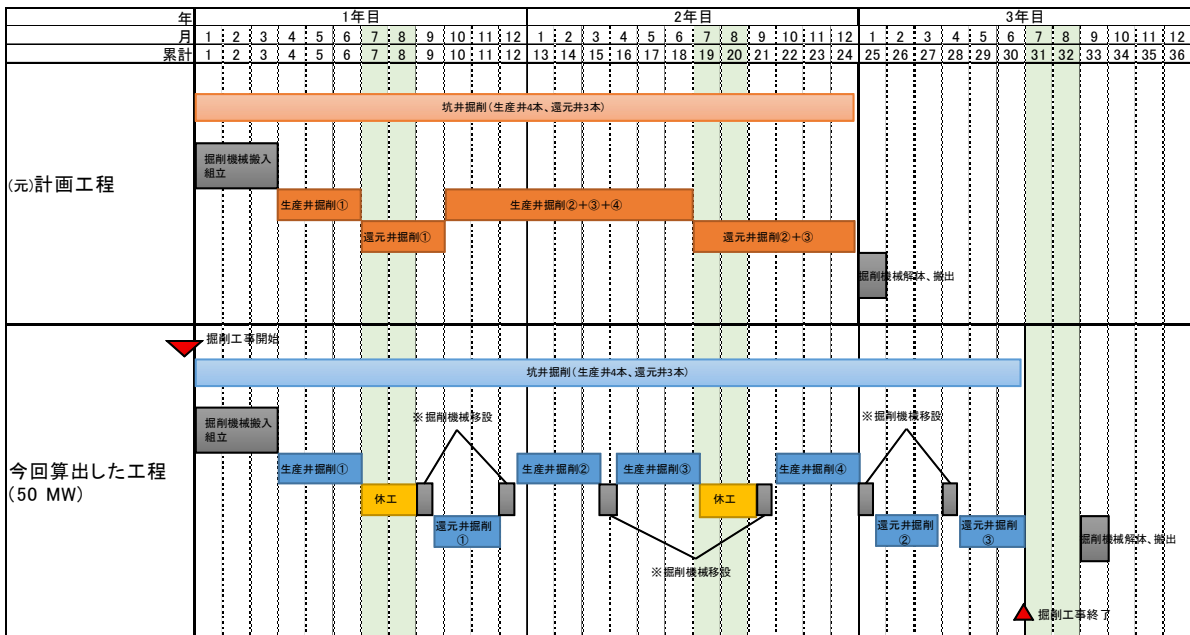 年 1年目 2年目 3年目
月 1 2 3 4 5 6 7 8 9 10 11 12 1 2 3 4 5 6 7 8 9 10 11 12 1 2 3 4 5 6 7 8 9 10 11 12
累計 1 2 3 4 5 6 7 8 9 10 11 12 13 14 15 16 17 18 19 20 21 22 23 24 25 26 27 28 29 30 31 32 33 34 35 36
坑井掘削(生産井4本、還元井3本)
掘削機械搬入
組立
(元)計画工程
生産井掘削① 生産井掘削②+③+④
還元井掘削① 還元井掘削②+③
掘削機械解体、搬出
掘削工事開始
坑井掘削(生産井4本、還元井3本)
掘削機械搬入
組立
※掘削機械移設 ※掘削機械移設
今回算出した工程
(50 MW)
生産井掘削① 生産井掘削② 生産井掘削③ 生産井掘削④
休工 休工
還元井掘削
①
還元井掘削
②
還元井掘削
③
掘削機械解体、搬出
※掘削機械移設
掘削工事終了